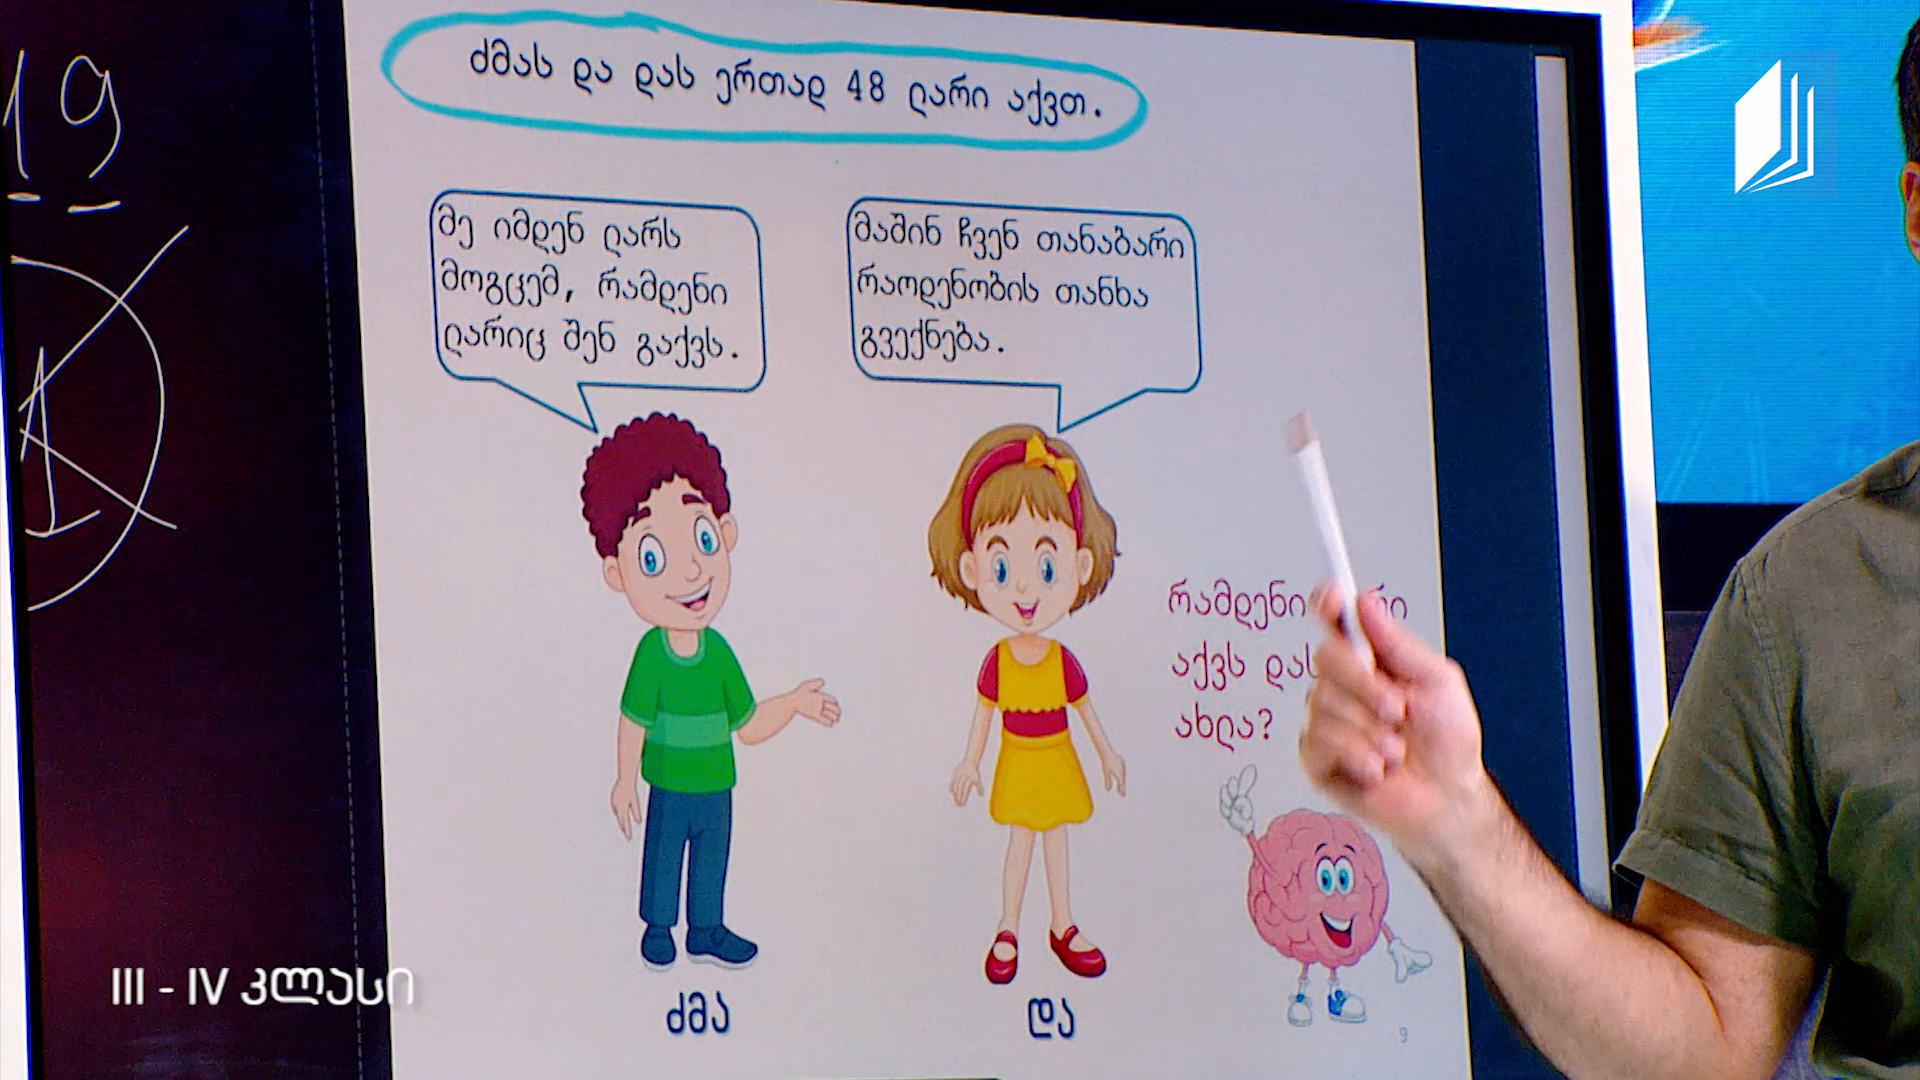 19
ძმას და დას ერთად 48 ლარი აქვთ.
მე იმდენ ლარს
მოგცემ, რამდენი
ლარიც შენ გაქვს.
მაშინ ჩვენ თანაბარი
რაოდენობის თანხა
გვექნება.
რამდენი
აქვს დას
ახლა?
ძმა
და
9
III - IV კლასი